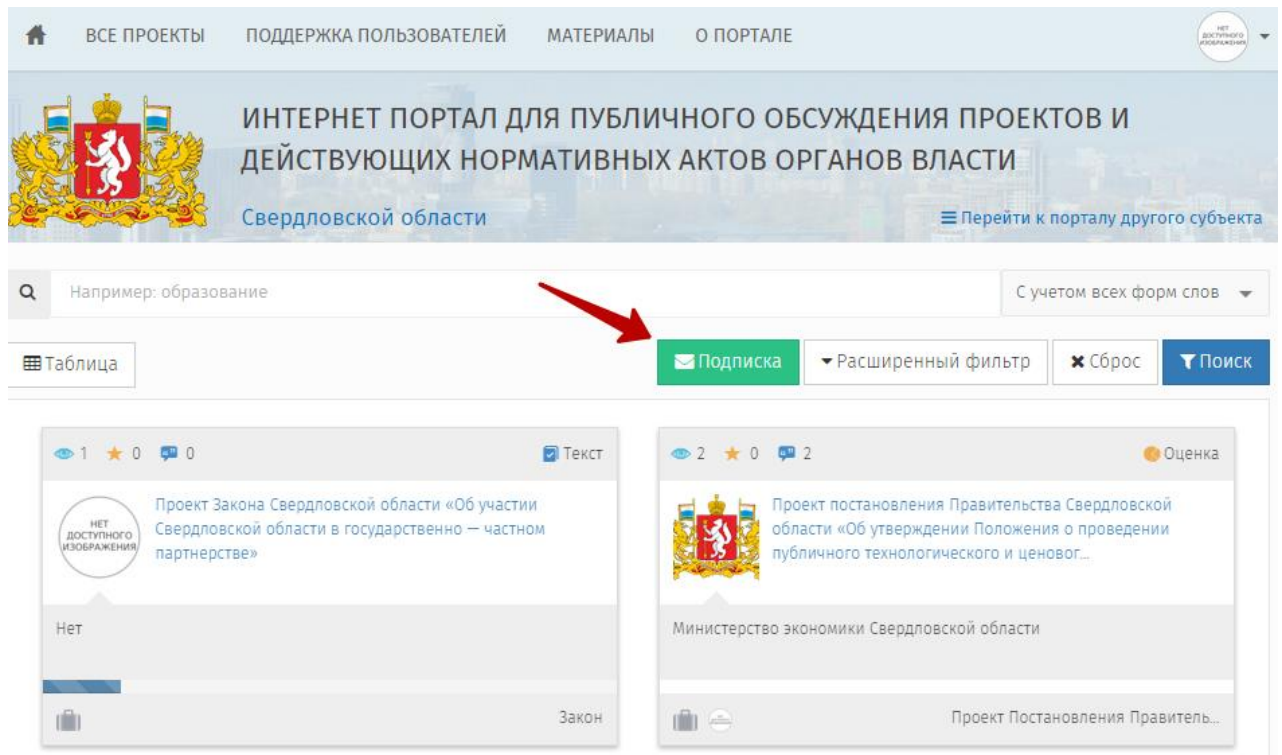 ВСЕ ПРОЕКТЫ ПОДДЕРЖКА ПОЛЬЗОВАТЕЛЕЙ МАТЕРИАЛЫ О ПОРТАЛЕ
НЕТ
ДОСТУПНОГО
ИЗОБРАЖЕНИЯ
ИНТЕРНЕТ ПОРТАЛ ДЛЯ ПУБЛИЧНОГО ОБСУЖДЕНИЯ ПРОЕКТОВ И
ДЕЙСТВУЮЩИХ НОРМАТИВНЫХ АКТОВ ОРГАНОВ ВЛАСТИ
Свердловской области
Перейти к порталу другого субъекта
Например: образование
С учетом всех форм слов
Таблица
Подписка Расширенный фильтр Сброс Поиск
1 0 0 Текст
НЕТ
ДОСТУПНОГО
ИЗОБРАЖЕНИЯ
Проект Закона Свердловской области «Об участии
Свердловской области в государственно — частном
партнерстве»
Нет
Закон
2 0 2 Оценка
Проект постановления Правительства Свердловской
области «Об утверждении Положения о проведении
публичного технологического и ценовог...
Министерство экономики Свердловской области
Проект Постановления Правитель...